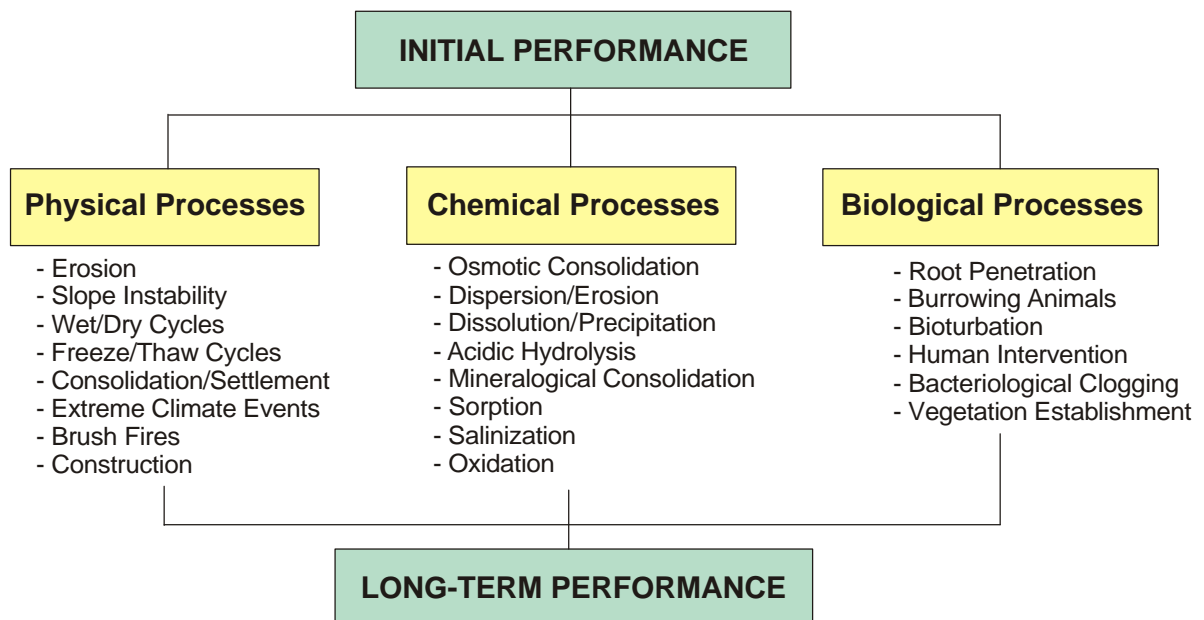 INITIAL PERFORMANCE
Physical Processes
- Erosion
- Slope Instability
- Wet/Dry Cycles
- Freeze/Thaw Cycles
- Consolidation/Settlement
- Extreme Climate Events
- Brush Fires
- Construction
Chemical Processes
- Osmotic Consolidation
- Dispersion/Erosion
- Dissolution/Precipitation
- Acidic Hydrolysis
- Mineralogical Consolidation
- Sorption
- Salinization
- Oxidation
Biological Processes
- Root Penetration
- Burrowing Animals
- Bioturbation
- Human Intervention
- Bacteriological Clogging
- Vegetation Establishment
LONG-TERM PERFORMANCE